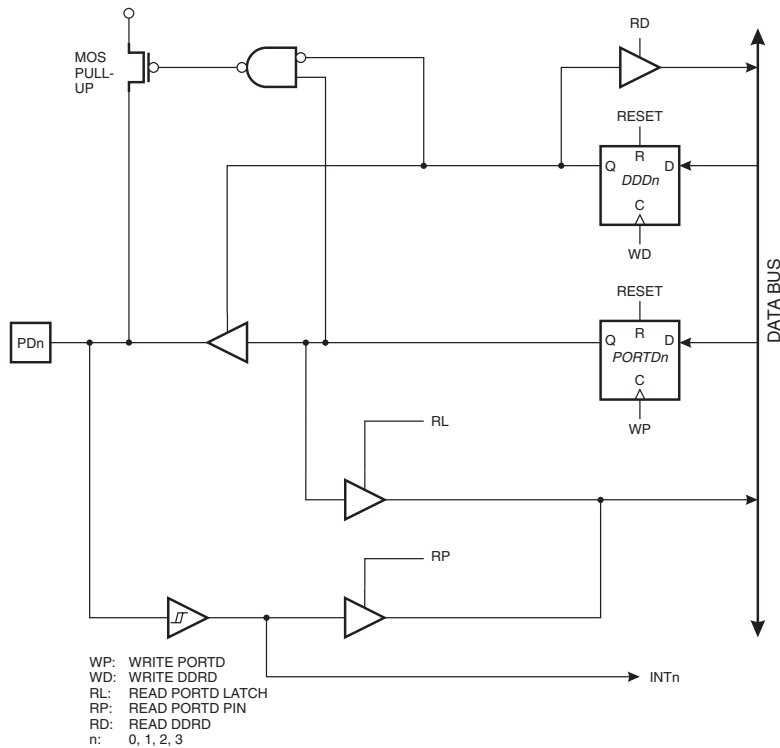 RD
MOS
PULL-
UP
RESET
R
Q
D
DDDn
C
WD
DATA BUS
RESET
PDn
R
Q
D
PORTDn
C
WP
RL
RP
WP: WRITE PORTD
WD: WRITE DDRD
RL: READ PORTD LATCH
RP: READ PORTD PIN
RD: READ DDRD
n: 0, 1, 2, 3
INTn